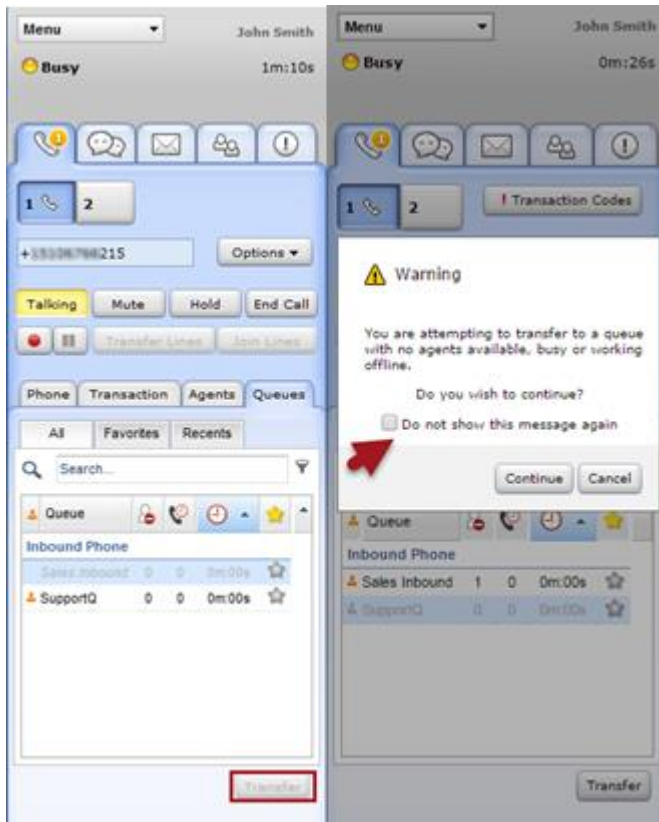 Menu
John Smith
Busy
1m:10s
1
1
2
215
Options
Talking
Mute
Hold
End Call
Transfer Lines
Join Lines
Phone
Transaction
Agents
Queues
All
Favorites
Recents
Search...
Queue
Inbound Phone
Sales Inbound 0 0 0m:00s
SupportQ 0 0 0m:00s
Transfer
Menu
John Smith
Busy
0m:26s
1
1
2
! Transaction Codes
Warning
You are attempting to transfer to a queue
with no agents available, busy or working
offline.
Do you wish to continue?
Do not show this message again
Continue
Cancel
Queue
Inbound Phone
Sales Inbound 1 0 0m:00s
SupportQ 0 0 0m:00s
Transfer